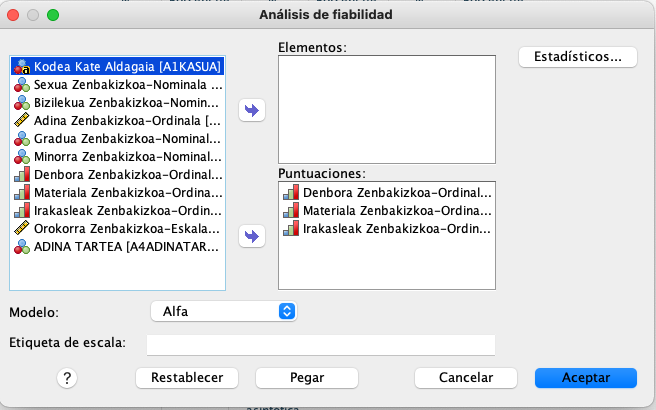 Análisis de fiabilidad
Elementos:
Estadísticos...
Kodea Kate Aldagaia [A1KASUA]
Sexua Zenbakizkoa-Nominala ...
Bizilekua Zenbakizkoa-Nomin...
Adina Zenbakizkoa-Ordinala [...
Gradua Zenbakizkoa-Nominal...
Minorra Zenbakizkoa-Nominal...
Denbora Zenbakizkoa-Ordinal...
Materiala Zenbakizkoa-Ordina...
Irakasleak Zenbakizkoa-Ordin...
Orokorra Zenbakizkoa-Eskala...
ADINA TARTEA [A4ADINATAR...
Puntuaciones:
Denbora Zenbakizkoa-Ordinal...
Materiala Zenbakizkoa-Ordina...
Irakasleak Zenbakizkoa-Ordin...
Modelo:
Alfa
Etiqueta de escala:
?
Restablecer
Pegar
Cancelar
Aceptar